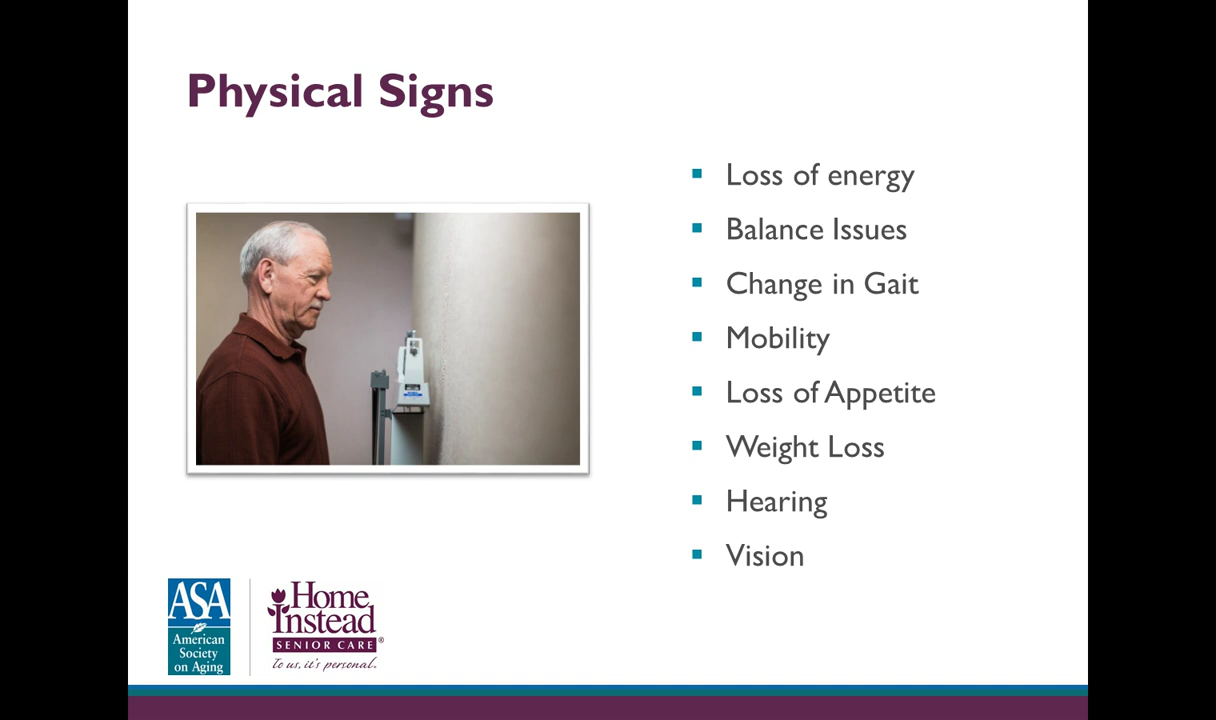 Physical Signs
Loss of energy
Balance Issues
Change in Gait
Mobility
Loss of Appetite
Weight Loss
Hearing
Vision
ASA
American
Society
on Aging
Home
Instead
SENIOR CARE®
To us, it's personal.